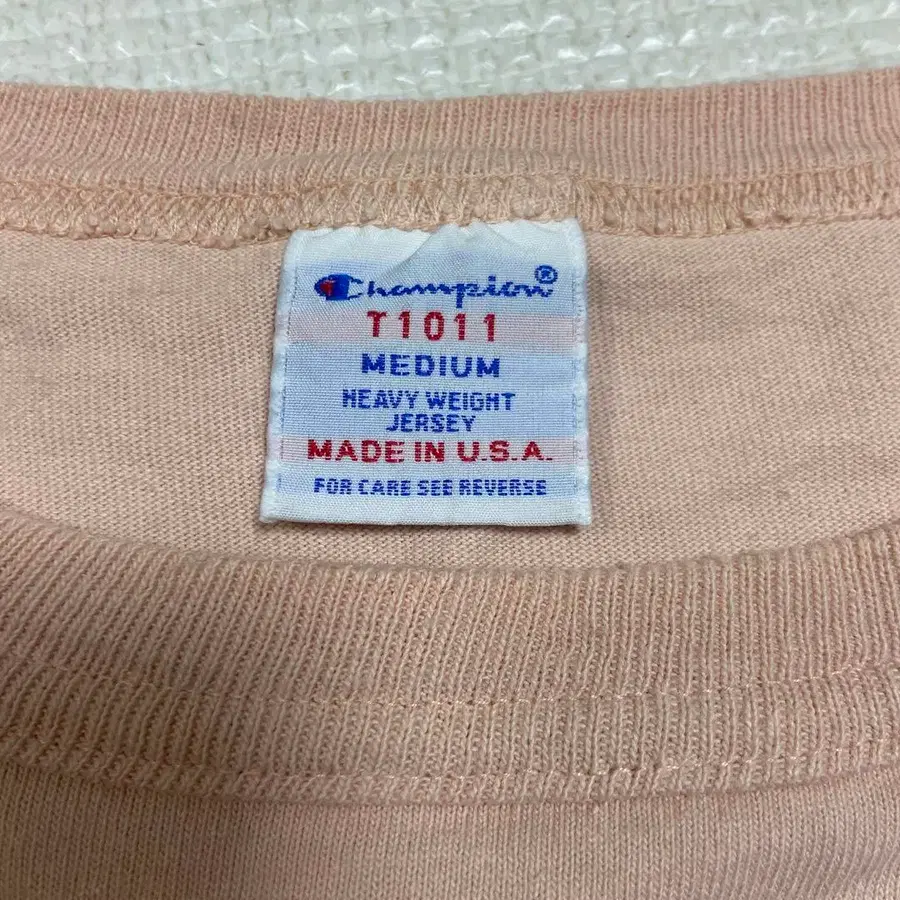 Champion®
T1011
MEDIUM
HEAVY WEIGHT
JERSEY
MADE IN U.S.A.
FOR CARE SEE REVERSE